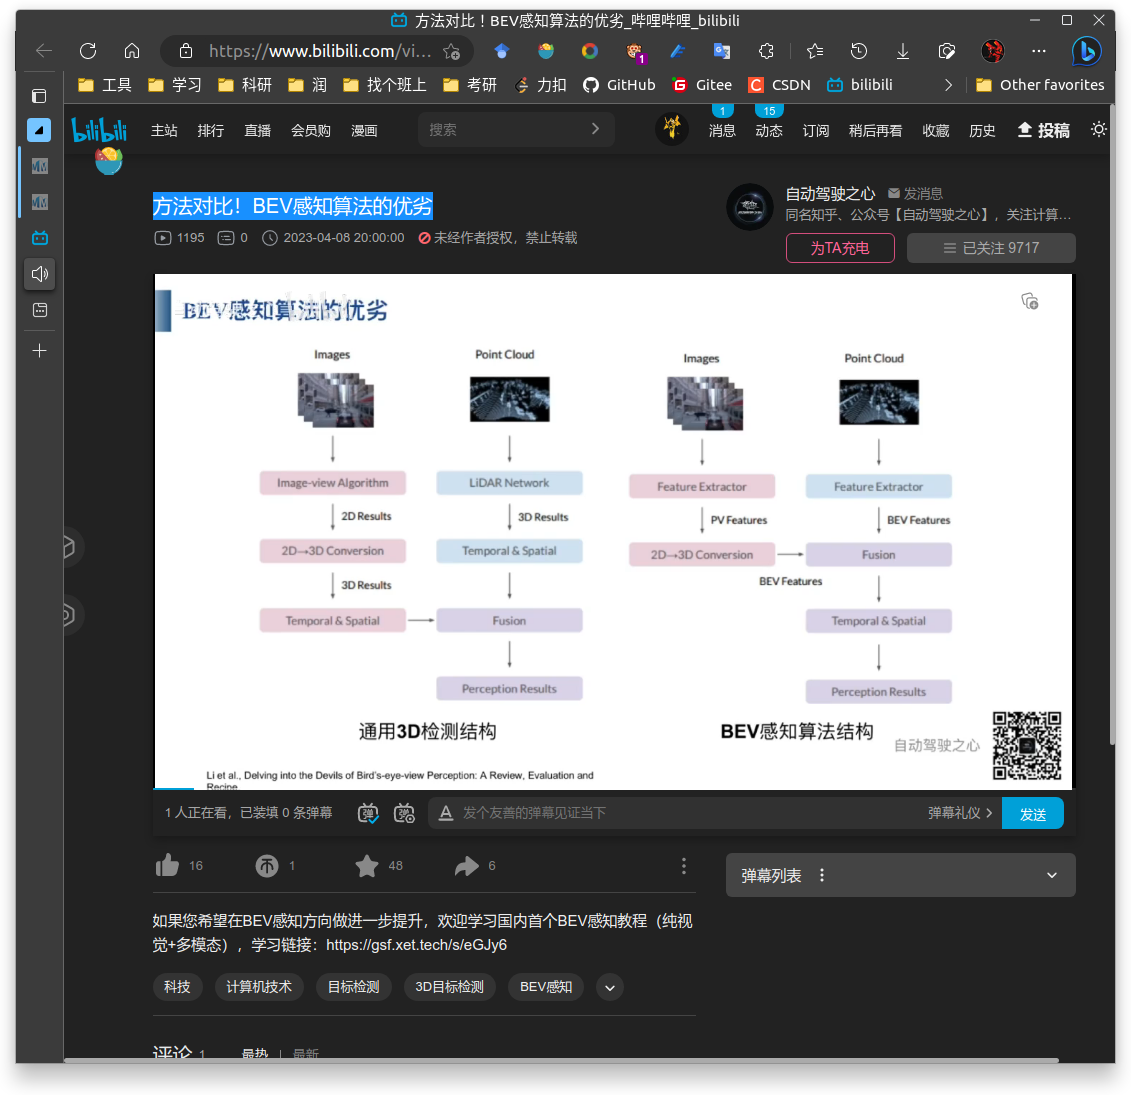 方法对比！BEV感知算法的优劣_哔哩哔哩_bilibili
https://www.bilibili.com/vi...
1
工具 学习 科研 润 找个班上 考研 力扣 GitHub Gitee CSDN bilibili Other favorites
bilibili 主站 排行 直播 会员购 漫画 搜索 1 消息 15 动态 订阅 稍后再看 收藏 历史 投稿
方法对比！BEV感知算法的优劣
1195 0 2023-04-08 20:00:00 未经作者授权，禁止转载
自动驾驶之心 发消息
同名知乎、公众号【自动驾驶之心】，关注计算...
为TA充电 已关注 9717
BEV感知算法的优劣
Images Point Cloud Images Point Cloud
Image-view Algorithm LiDAR Network Feature Extractor Feature Extractor
2D Results 3D Results PV Features BEV Features
2D→3D Conversion Temporal & Spatial 2D→3D Conversion Fusion
3D Results BEV Features
Temporal & Spatial Fusion Temporal & Spatial
Perception Results Perception Results
通用3D检测结构 BEV感知算法结构
自动驾驶之心
Li et al., Delving into the Devils of Bird's-eye-view Perception: A Review, Evaluation and
Recipe
1 人正在看，已装填 0 条弹幕 发个友善的弹幕见证当下 弹幕礼仪 发送
16 1 48 6
弹幕列表
如果您希望在BEV感知方向做进一步提升，欢迎学习国内首个BEV感知教程（纯视
觉+多模态），学习链接：https://gsf.xet.tech/s/eGJy6
科技 计算机技术 目标检测 3D目标检测 BEV感知
评论 1 最热 最新